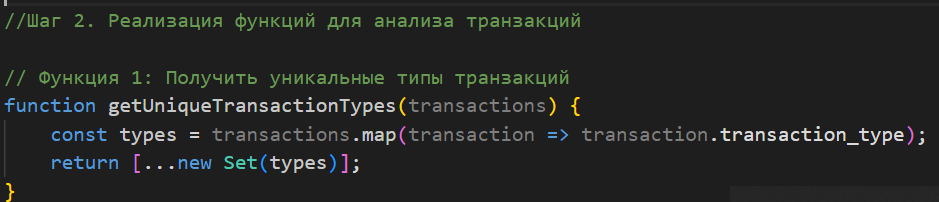 //Шаг 2. Реализация функций для анализа транзакций
// Функция 1: Получить уникальные типы транзакций
function getUniqueTransactionTypes(transactions) {
const types = transactions.map(transaction => transaction.transaction_type);
return [...new Set(types)];
}